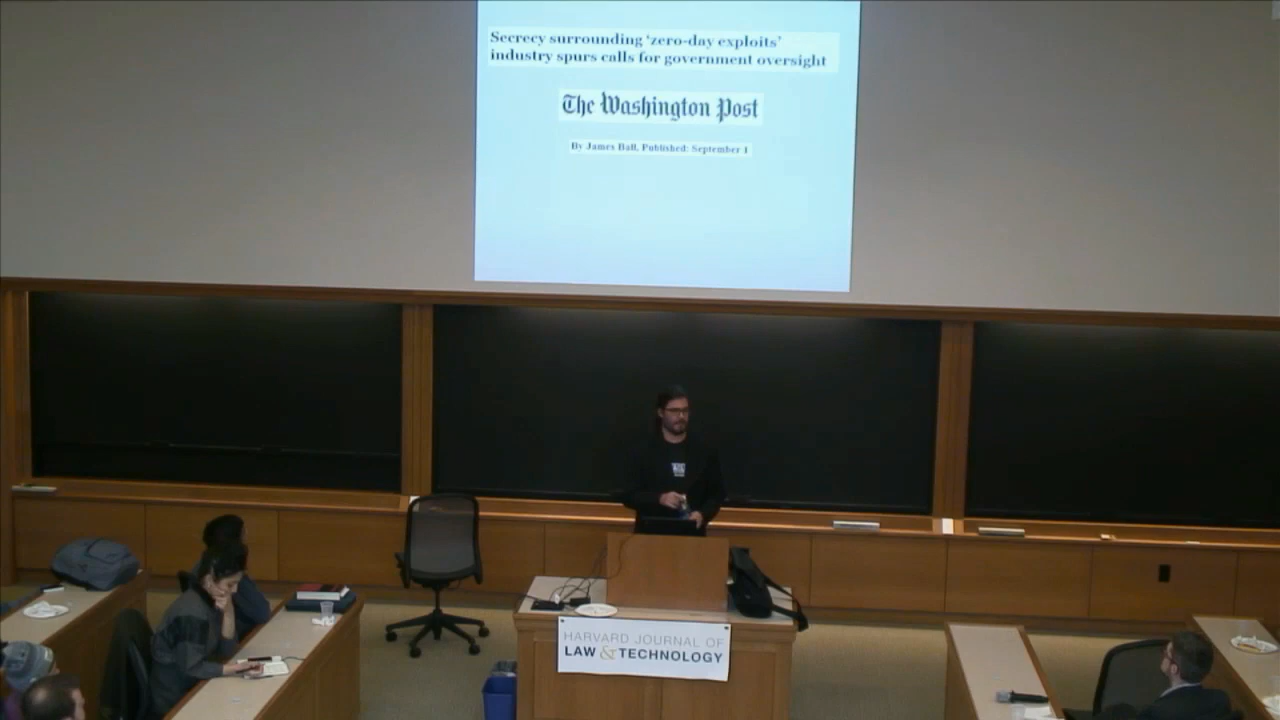 Secrecy surrounding 'zero-day exploits'
industry spurs calls for government oversight
The Washington Post
By James Ball, Published: September 1
HARVARD JOURNAL OF
LAW & TECHNOLOGY